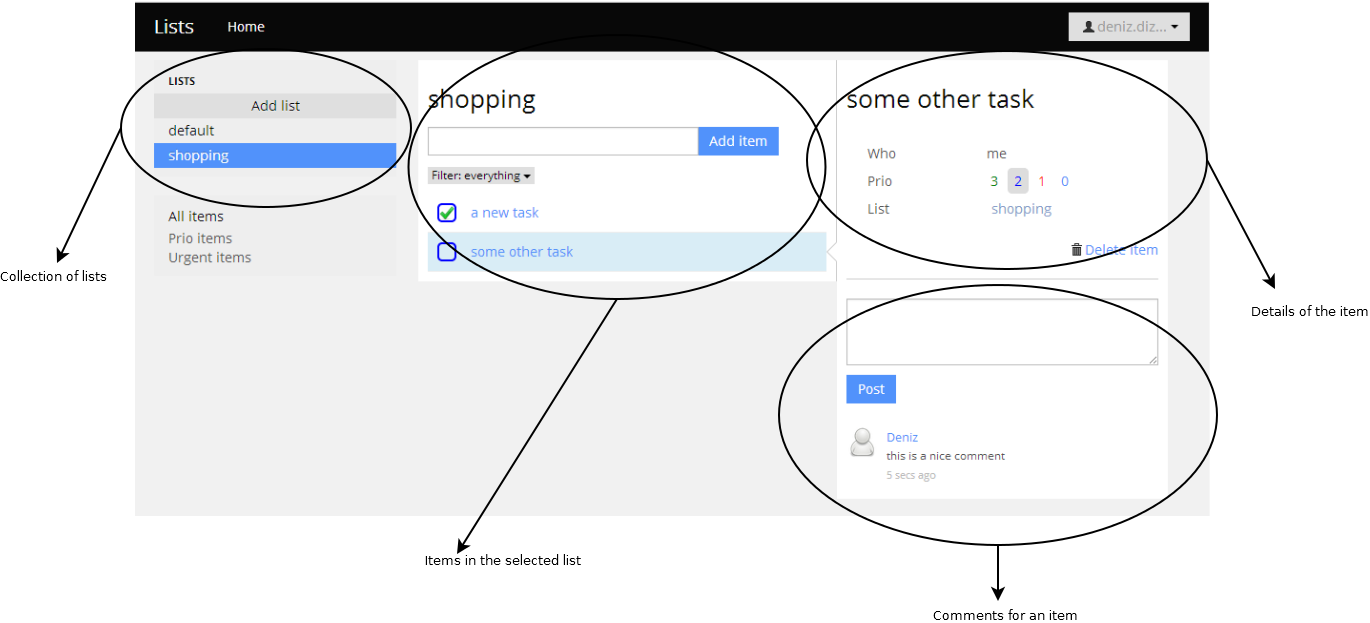 Lists Home deniz.diz...
LISTS
Add list
default
shopping
All items
Prio items
Urgent items
shopping
Add item
Filter: everything
a new task
some other task
some other task
Who me
Prio 3 2 1 0
List shopping
Delete item
Post
Deniz
this is a nice comment
5 secs ago
Collection of lists
Details of the item
Items in the selected list
Comments for an item